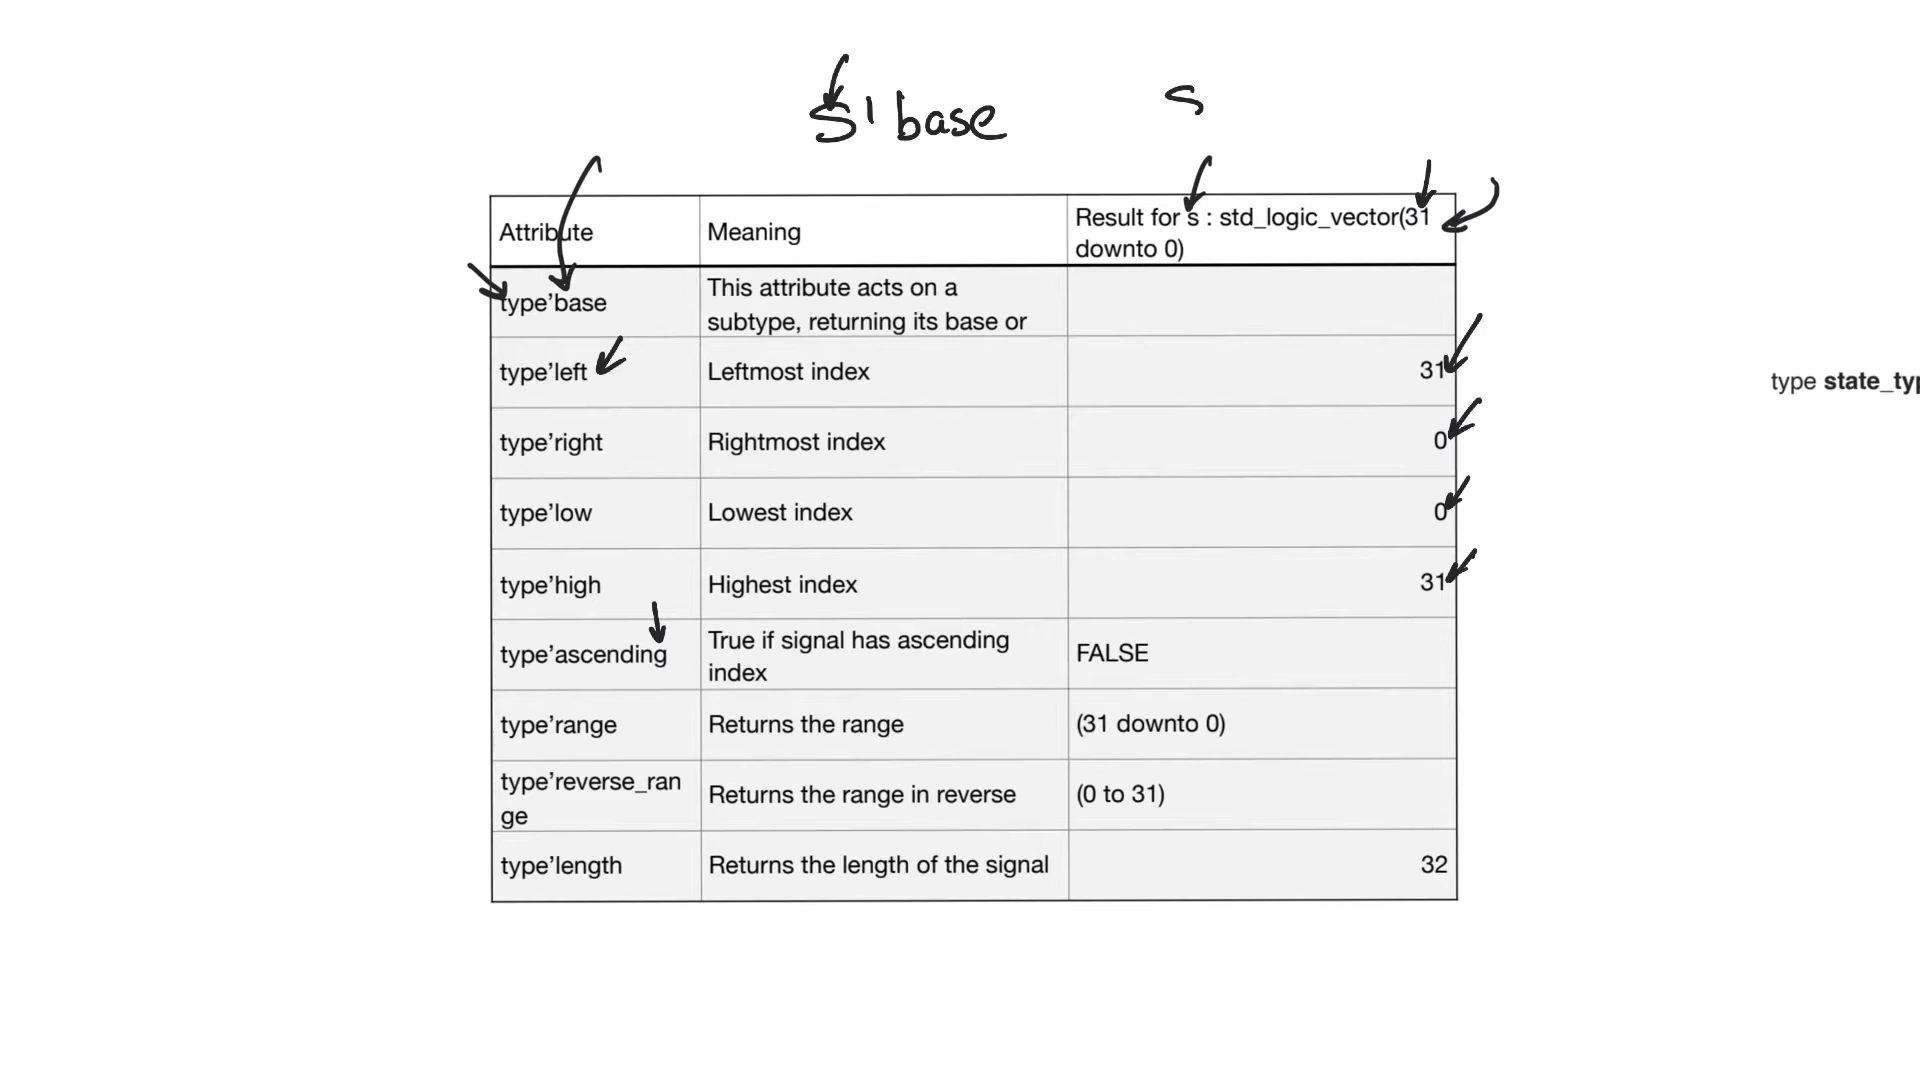 s'base
s
Attribute
Meaning
Result for s : std_logic_vector(31
downto 0)
type’base
This attribute acts on a
subtype, returning its base or
type’left
Leftmost index
31
type’right
Rightmost index
0
type’low
Lowest index
0
type’high
Highest index
31
type’ascending
True if signal has ascending
index
FALSE
type’range
Returns the range
(31 downto 0)
type’reverse_ran
ge
Returns the range in reverse
(0 to 31)
type’length
Returns the length of the signal
32
type state_typ